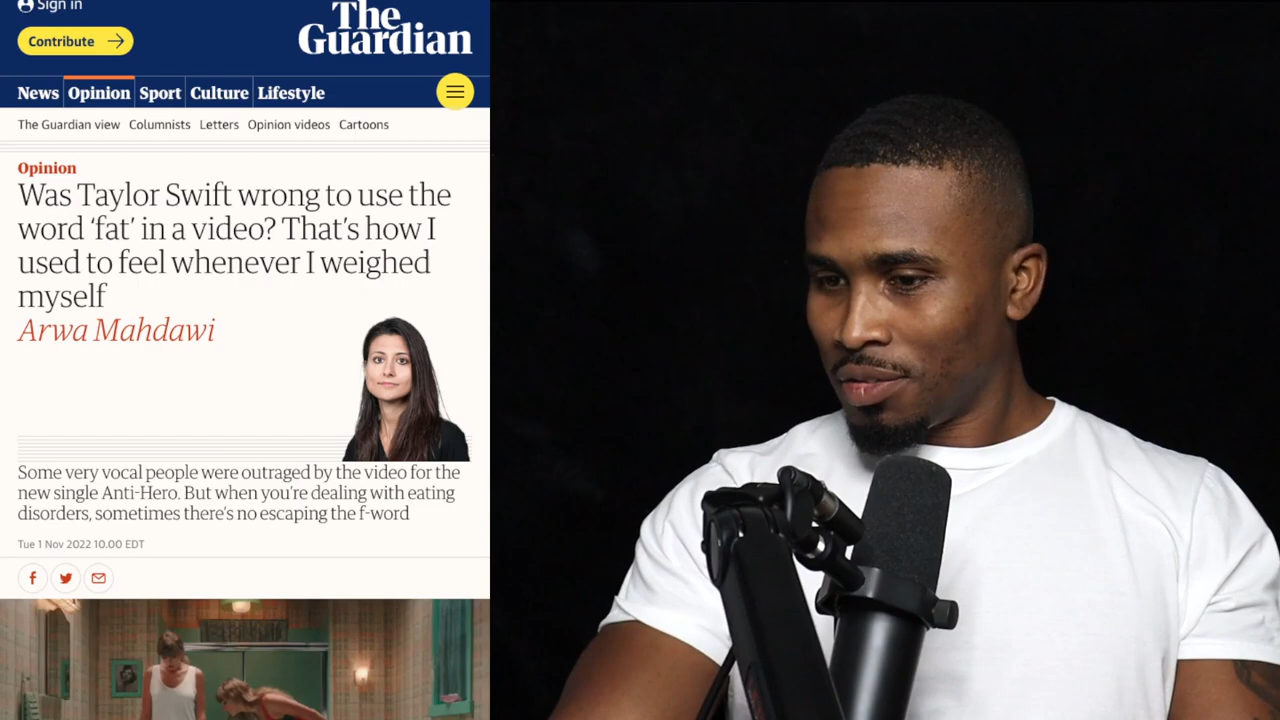 Sign in
Contribute
The
Guardian
News
Opinion
Sport
Culture
Lifestyle
The Guardian view
Columnists
Letters
Opinion videos
Cartoons
Opinion
Was Taylor Swift wrong to use the
word ‘fat’ in a video? That’s how I
used to feel whenever I weighed
myself
Arwa Mahdawi
Some very vocal people were outraged by the video for the
new single Anti-Hero. But when you’re dealing with eating
disorders, sometimes there’s no escaping the f-word
Tue 1 Nov 2022 10.00 EDT